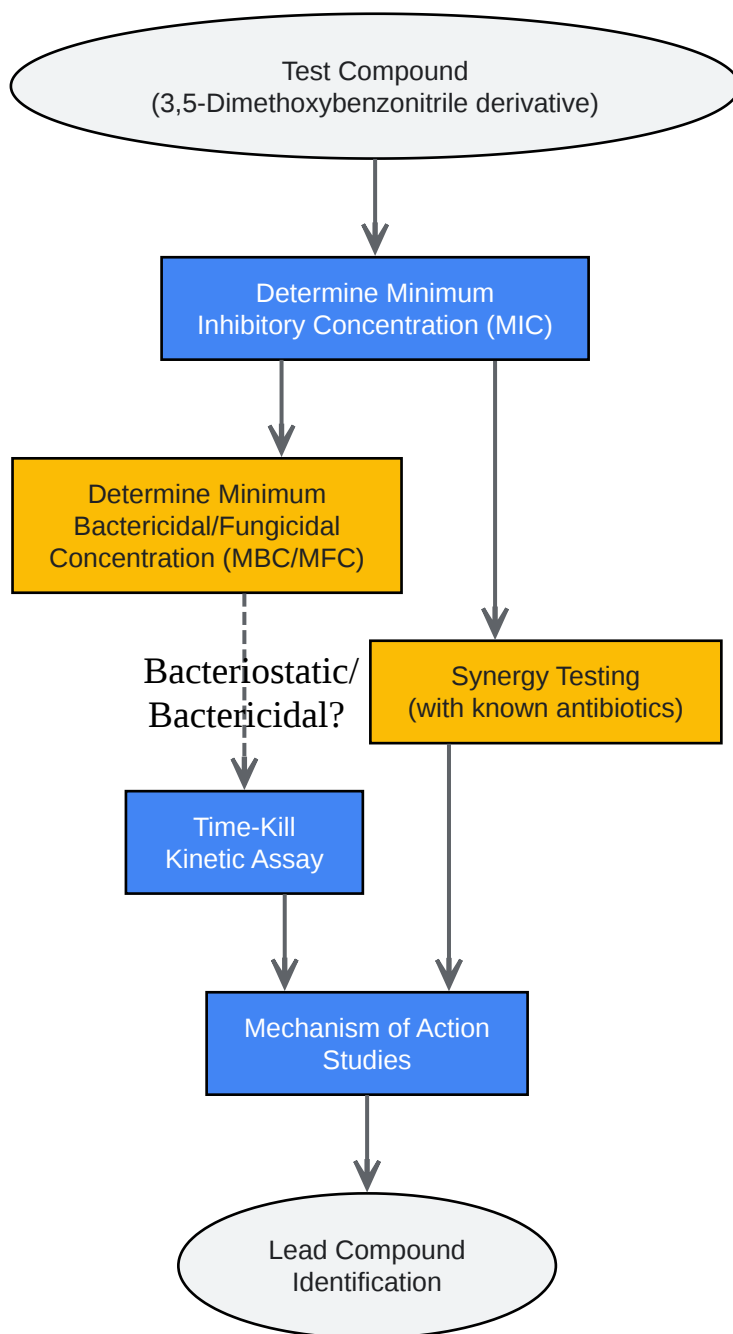 Test Compound
(3,5-Dimethoxybenzonitrile derivative)
Determine Minimum
Inhibitory Concentration (MIC)
Determine Minimum
Bactericidal/Fungicidal
Concentration (MBC/MFC)
Bacteriostatic/
Bactericidal?
Synergy Testing
(with known antibiotics)
Time-Kill
Kinetic Assay
Mechanism of Action
Studies
Lead Compound
Identification